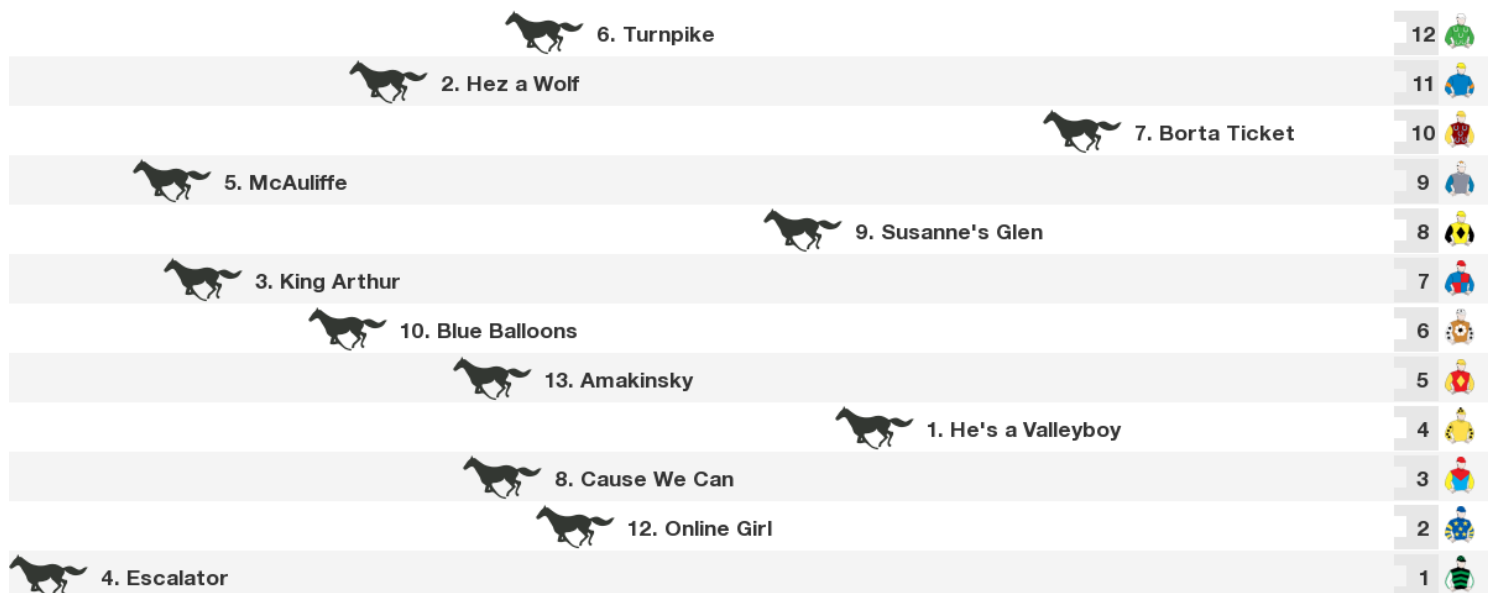 6. Turnpike 12
2. Hez a Wolf 11
7. Borta Ticket 10
5. McAuliffe 9
9. Susanne's Glen 8
3. King Arthur 7
10. Blue Balloons 6
13. Amakinsky 5
1. He's a Valleyboy 4
8. Cause We Can 3
12. Online Girl 2
4. Escalator 1